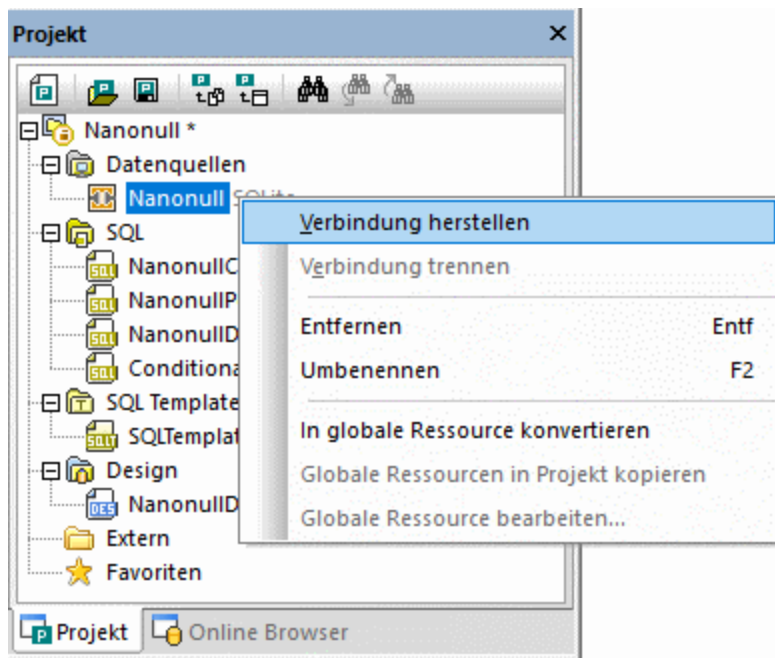 Projekt
Nanonull *
Datenquellen
Nanonull SQLite
Verbindung herstellen
SQL
NanonullC
Verbindung trennen
NanonullP
NanonullD
Entfernen Entf
Conditiona
Umbenennen F2
SQL Template
SQLTemplat
In globale Ressource konvertieren
Design
Globale Ressourcen in Projekt kopieren
NanonullD
Globale Ressource bearbeiten...
Extern
Favoriten
Projekt Online Browser